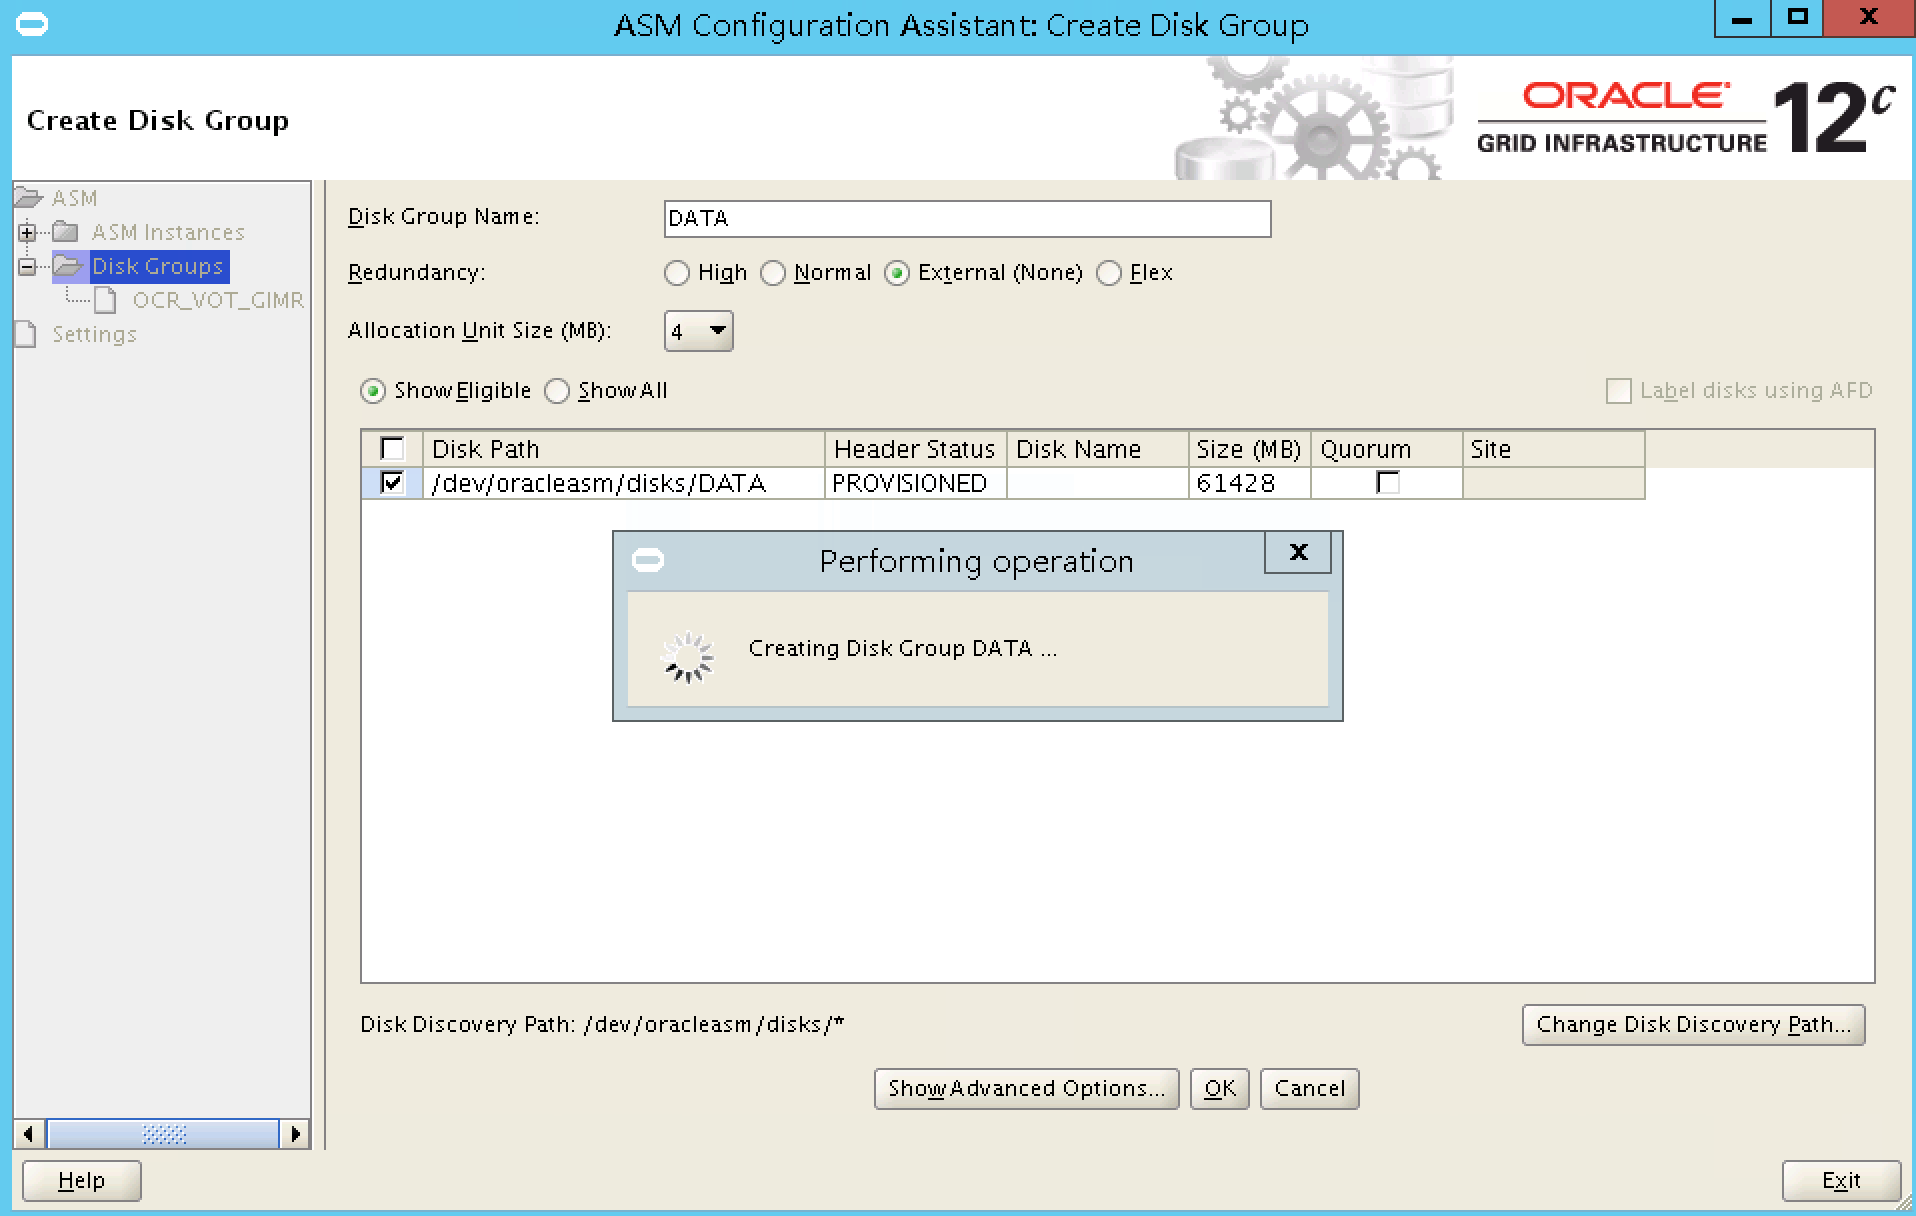 ASM Configuration Assistant: Create Disk Group
Create Disk Group
ORACLE
GRID INFRASTRUCTURE
12c
ASM
ASM Instances
Disk Groups
OCR_VOT_GIMR
Settings
Disk Group Name: DATA
Redundancy: High Normal External (None) Flex
Allocation Unit Size (MB): 4
Show Eligible Show All Label disks using AFD
Disk Path Header Status Disk Name Size (MB) Quorum Site
/dev/oracleasm/disks/DATA PROVISIONED 61428
Performing operation
Creating Disk Group DATA ...
Disk Discovery Path: /dev/oracleasm/disks/* Change Disk Discovery Path...
Show Advanced Options... OK Cancel
Help Exit